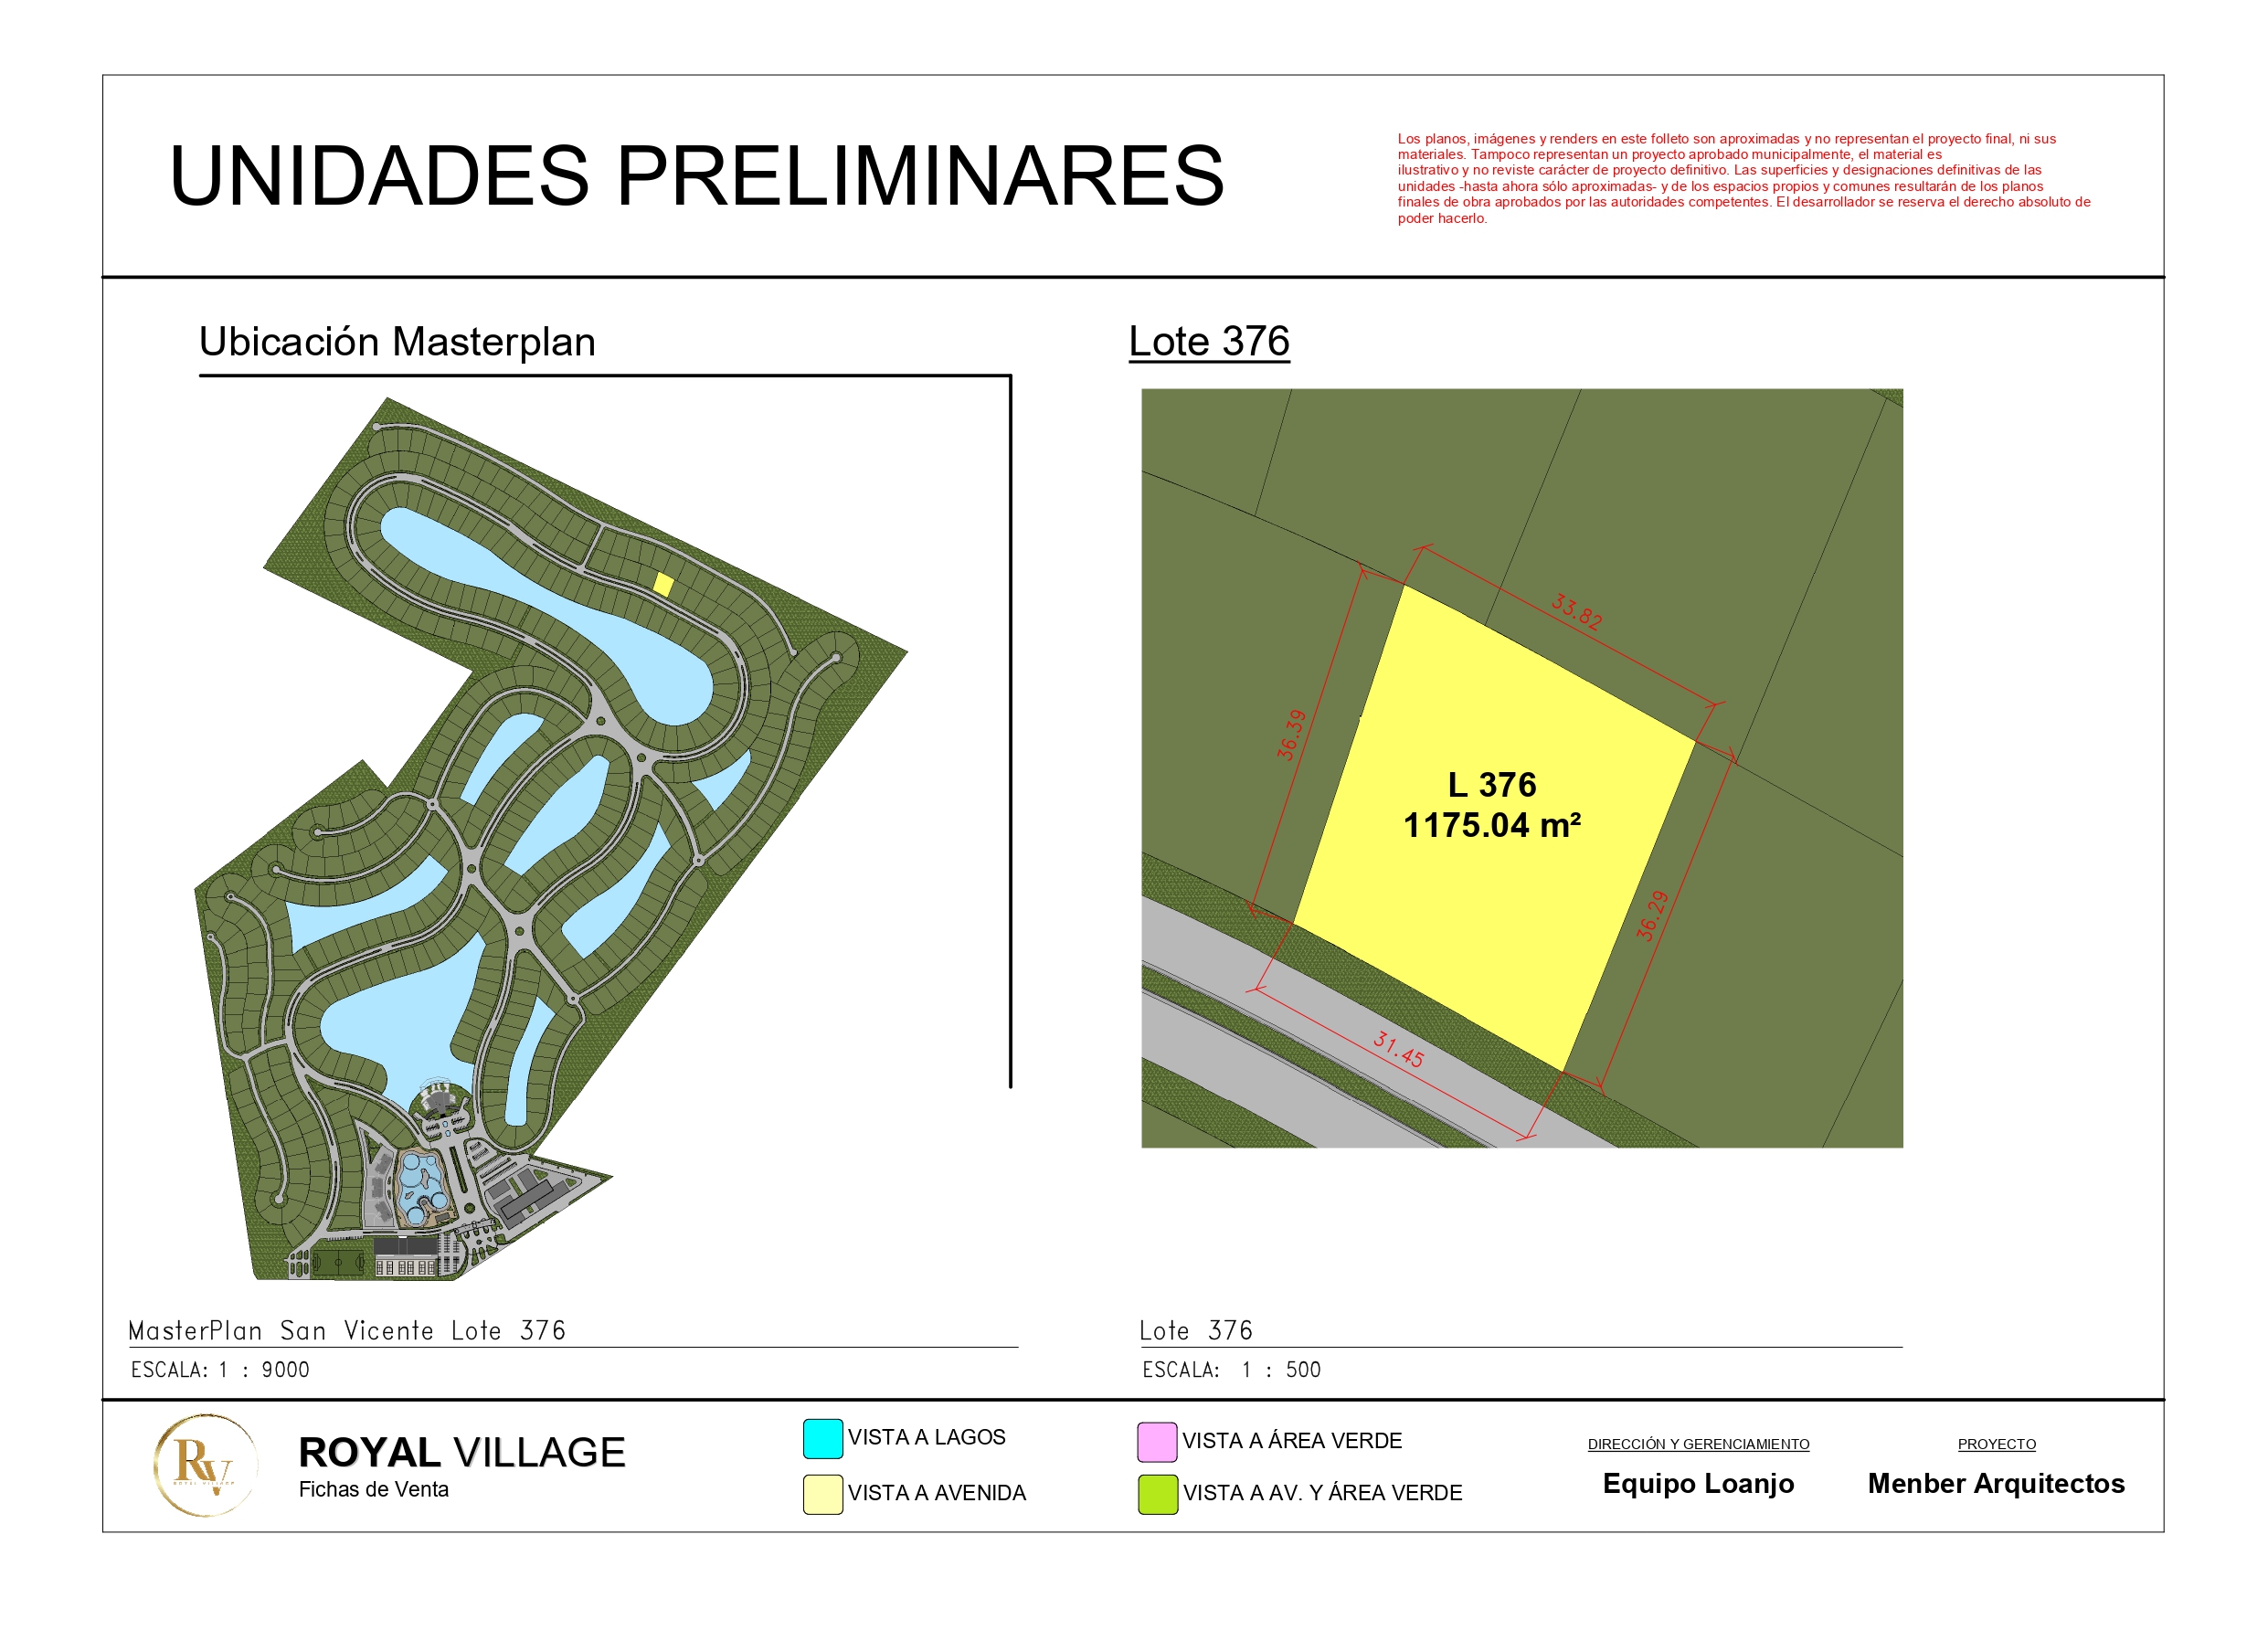 UNIDADES PRELIMINARES
Los planos, imágenes y renders en este folleto son aproximadas y no representan el proyecto final, ni sus
materiales. Tampoco representan un proyecto aprobado municipalmente, el material es
ilustrativo y no reviste carácter de proyecto definitivo. Las superficies y designaciones definitivas de las
unidades -hasta ahora sólo aproximadas- y de los espacios propios y comunes resultarán de los planos
finales de obra aprobados por las autoridades competentes. El desarrollador se reserva el derecho absoluto de
poder hacerlo.
Ubicación Masterplan
Lote 376
33.82
36.39
L 376
1175.04 m²
36.29
31.45
MasterPlan San Vicente Lote 376
ESCALA: 1 : 9000
Lote 376
ESCALA: 1 : 500
RV
ROYAL VILLAGE
ROYAL VILLAGE
Fichas de Venta
VISTA A LAGOS
VISTA A AVENIDA
VISTA A ÁREA VERDE
VISTA A AV. Y ÁREA VERDE
DIRECCIÓN Y GERENCIAMIENTO
Equipo Loanjo
PROYECTO
Menber Arquitectos